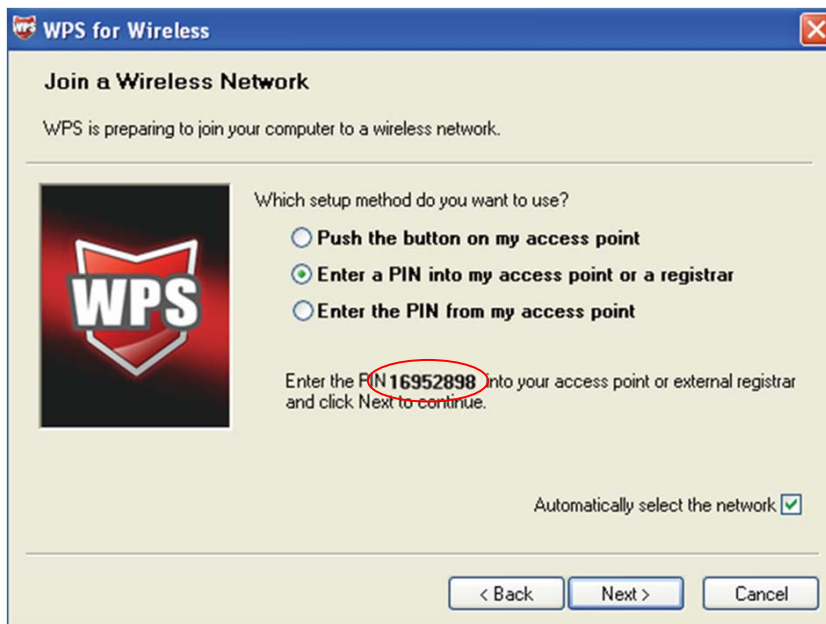 WPS for Wireless
Join a Wireless Network
WPS is preparing to join your computer to a wireless network.
Which setup method do you want to use?
Push the button on my access point
Enter a PIN into my access point or a registrar
Enter the PIN from my access point
WPS
Enter the PIN 16952898 into your access point or external registrar
and click Next to continue.
Automatically select the network
< Back
Next >
Cancel